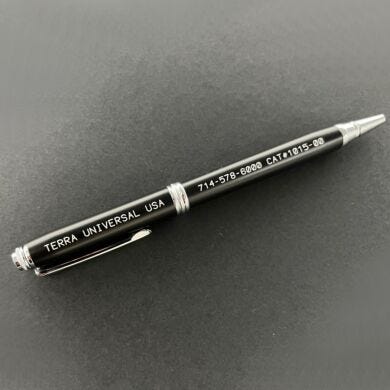 TERRA UNIVERSAL USA
714-578-6000 CAT#1015-00